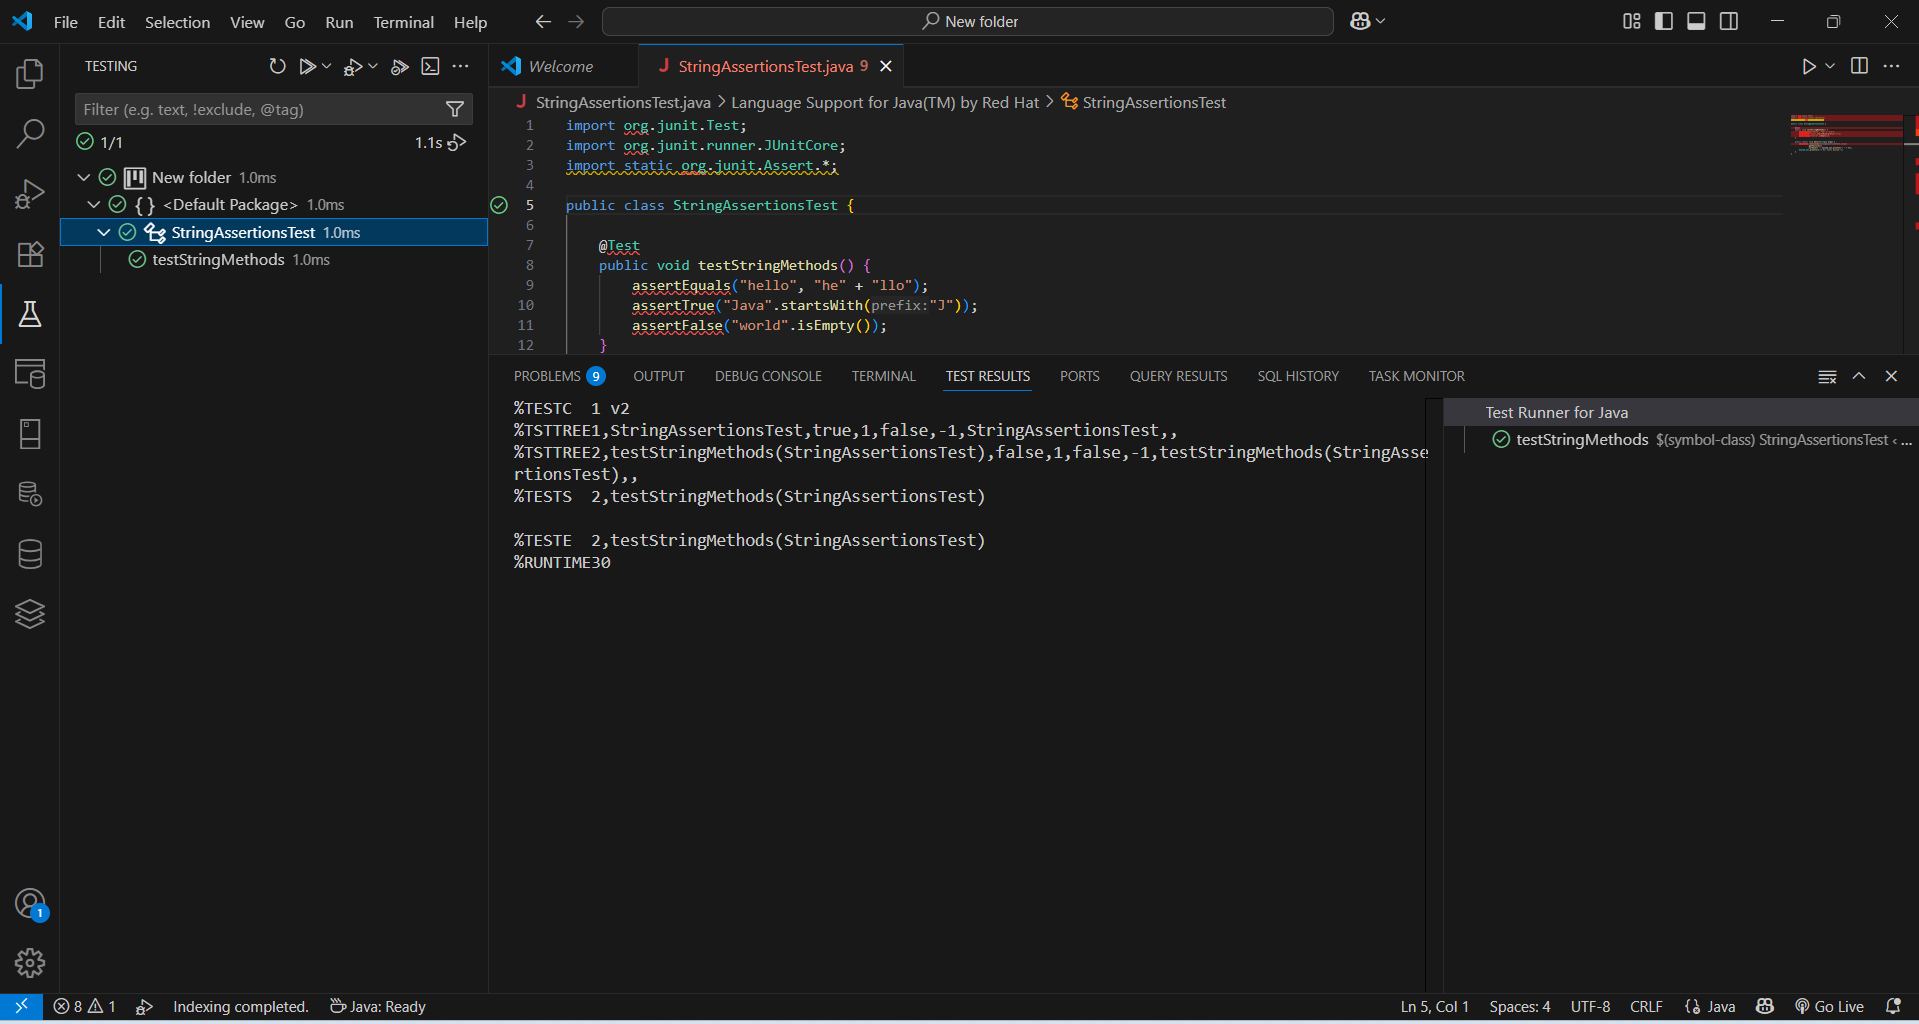 File Edit Selection View Go Run Terminal Help
New folder
TESTING
Filter (e.g. text, !exclude, @tag)
1/1
1.1s
New folder 1.0ms
{ } <Default Package> 1.0ms
StringAssertionsTest 1.0ms
testStringMethods 1.0ms
Welcome
J StringAssertionsTest.java 9
J StringAssertionsTest.java > Language Support for Java(TM) by Red Hat > StringAssertionsTest
1 import org.junit.Test;
2 import org.junit.runner.JUnitCore;
3 import static org.junit.Assert.*;
4
5 public class StringAssertionsTest {
6
7 @Test
8 public void testStringMethods() {
9 assertEquals("hello", "he" + "llo");
10 assertTrue("Java".startsWith(prefix:"J"));
11 assertFalse("world".isEmpty());
12 }
PROBLEMS 9 OUTPUT DEBUG CONSOLE TERMINAL TEST RESULTS PORTS QUERY RESULTS SQL HISTORY TASK MONITOR
%TESTC  1 v2
%TSTTREE1,StringAssertionsTest,true,1,false,-1,StringAssertionsTest,,
%TSTTREE2,testStringMethods(StringAssertionsTest),false,1,false,-1,testStringMethods(StringAsse
rtionsTest),,
%TESTS  2,testStringMethods(StringAssertionsTest)
%TESTE  2,testStringMethods(StringAssertionsTest)
%RUNTIME30
Test Runner for Java
testStringMethods $(symbol-class) StringAssertionsTest < ...
1
8 1 Indexing completed. Java: Ready
Ln 5, Col 1 Spaces: 4 UTF-8 CRLF Java Go Live